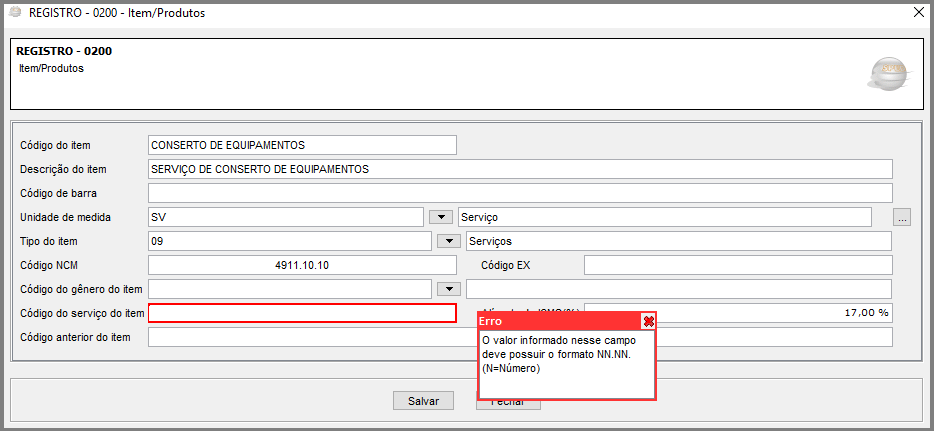 REGISTRO - 0200 - Item/Produtos
REGISTRO - 0200
Item/Produtos
Código do item CONSERTO DE EQUIPAMENTOS
Descrição do item SERVIÇO DE CONSERTO DE EQUIPAMENTOS
Código de barra
Unidade de medida SV Serviço ...
Tipo do item 09 Serviços
Código NCM 4911.10.10 Código EX
Código do gênero do item
Código do serviço do item 17,00 %
Erro
O valor informado nesse campo
deve possuir o formato NN.NN.
(N=Número)
Código anterior do item
Salvar Fechar